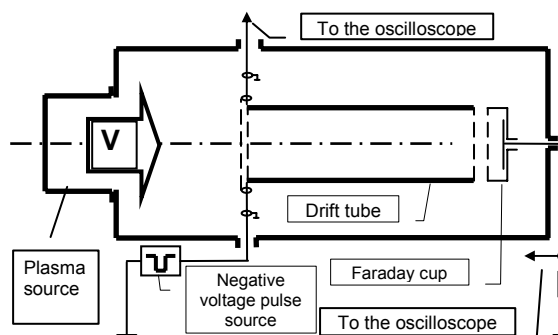 To the oscilloscope
V
Drift tube
Plasma
source
Negative
voltage pulse
source
Faraday cup
To the oscilloscope